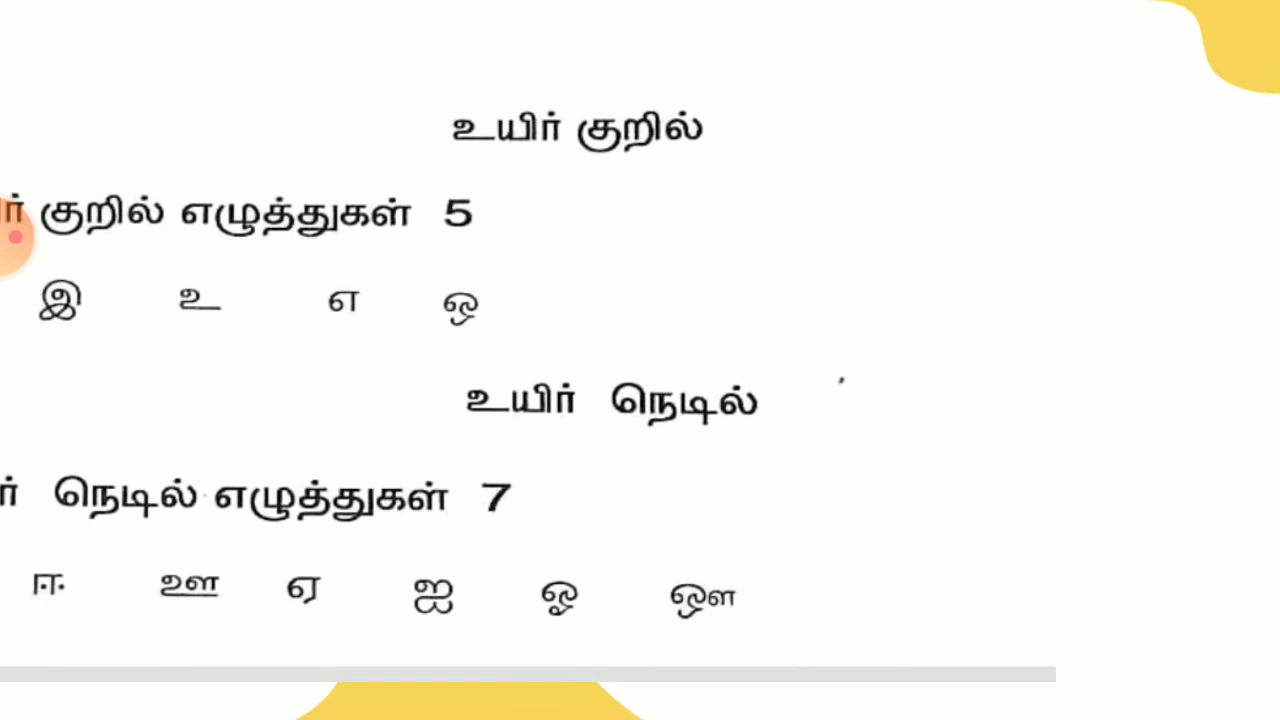 உயிர் குறில்
குறில் எழுத்துகள் 5
இ உ எ ஒ
உயிர் நெடில்
நெடில் எழுத்துகள் 7
ஈ ஊ ஏ ஐ ஓ ஔ